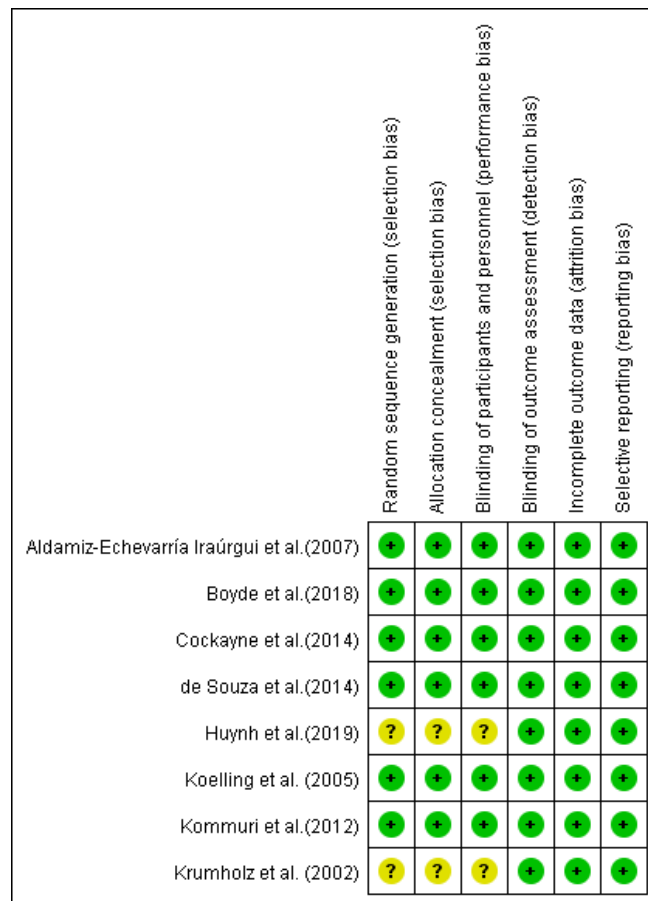 Random sequence generation (selection bias)
Allocation concealment (selection bias)
Blinding of participants and personnel (performance bias)
Blinding of outcome assessment (detection bias)
Incomplete outcome data (attrition bias)
Selective reporting (reporting bias)
Aldamiz-Echevarría Iraúrgui et al.(2007) + + + + + +
Boyde et al.(2018) + + + + + +
Cockayne et al.(2014) + + + + + +
de Souza et al.(2014) + + + + + +
Huynh et al.(2019) ? ? ? + + +
Koelling et al. (2005) + + + + + +
Kommuri et al.(2012) + + + + + +
Krumholz et al. (2002) ? ? ? + + +